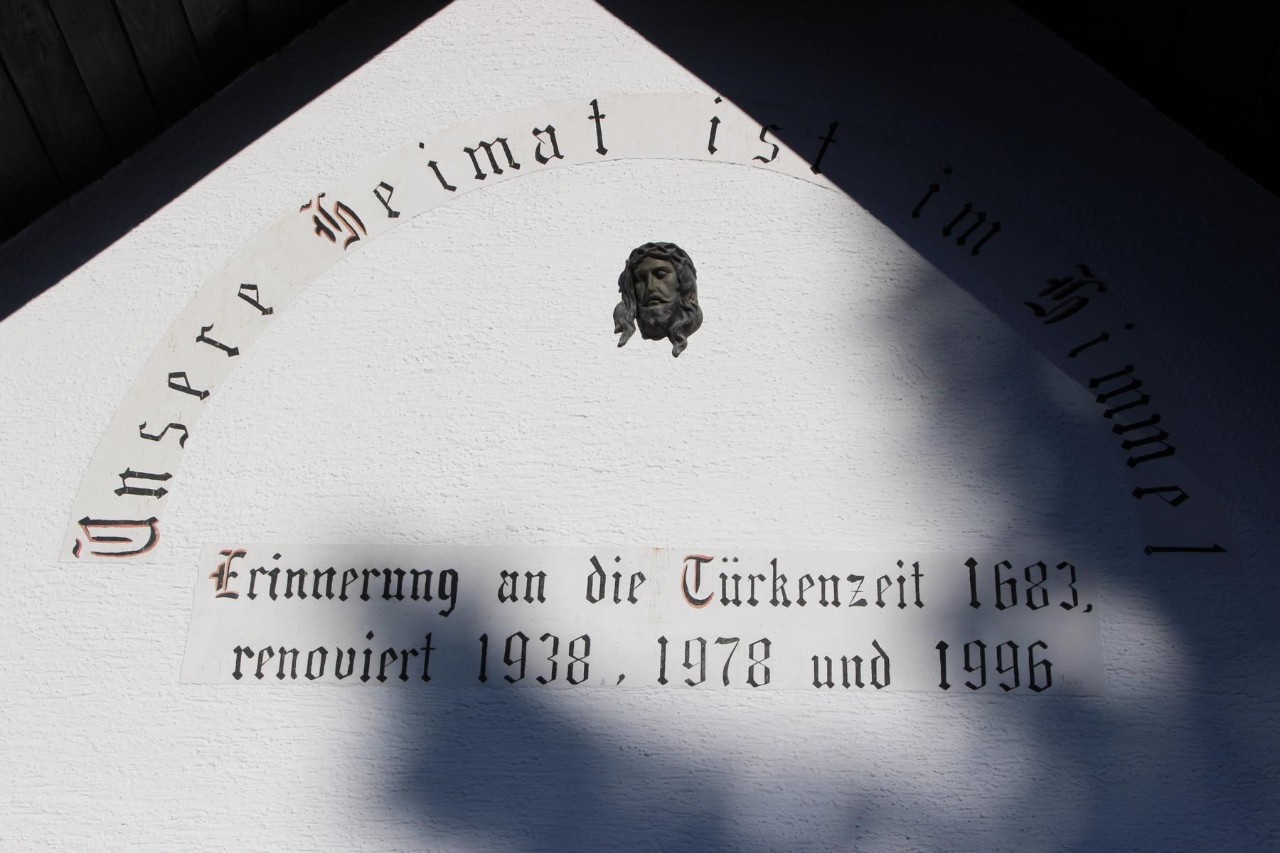 Unsere Heimat ist im Himmel
Erinnerung an die Türkenzeit 1683,
renoviert 1938, 1978 und 1996